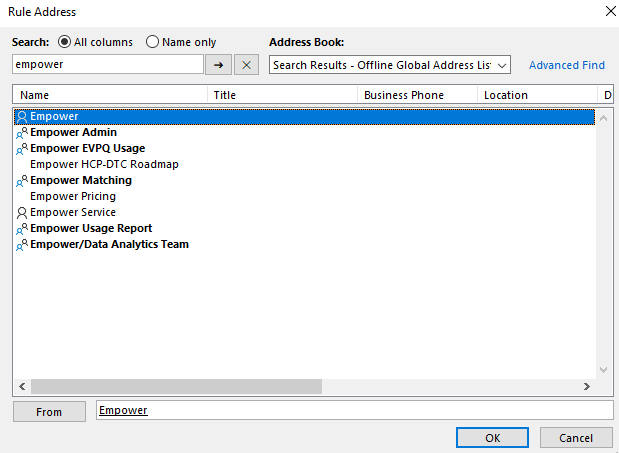 Rule Address
Search: All columns Name only Address Book:
empower Search Results - Offline Global Address Lis Advanced Find
Name Title Business Phone Location D
Empower
Empower Admin
Empower EVPQ Usage
Empower HCP-DTC Roadmap
Empower Matching
Empower Pricing
Empower Service
Empower Usage Report
Empower/Data Analytics Team
From Empower
OK Cancel